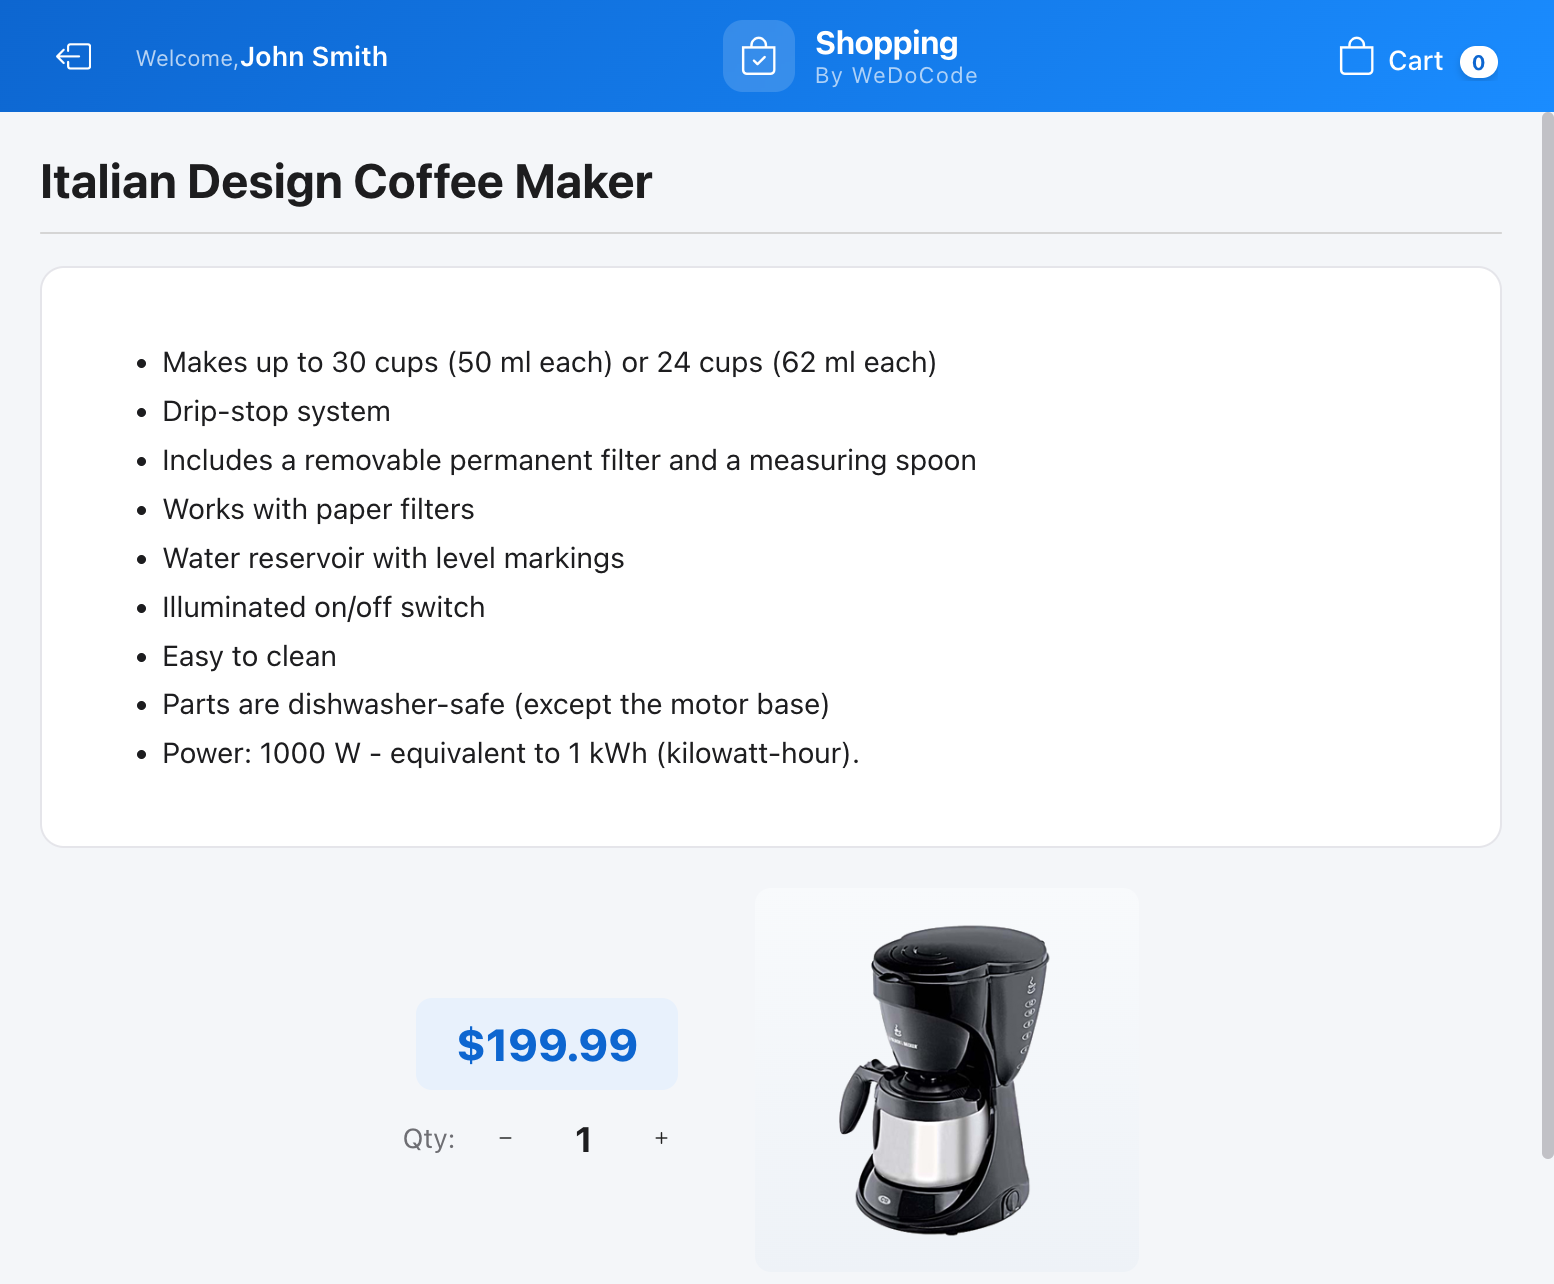 Welcome,John Smith
Shopping
By WeDoCode
Cart 0
Italian Design Coffee Maker
• Makes up to 30 cups (50 ml each) or 24 cups (62 ml each)
• Drip-stop system
• Includes a removable permanent filter and a measuring spoon
• Works with paper filters
• Water reservoir with level markings
• Illuminated on/off switch
• Easy to clean
• Parts are dishwasher-safe (except the motor base)
• Power: 1000 W - equivalent to 1 kWh (kilowatt-hour).
$199.99
Qty: − 1 +